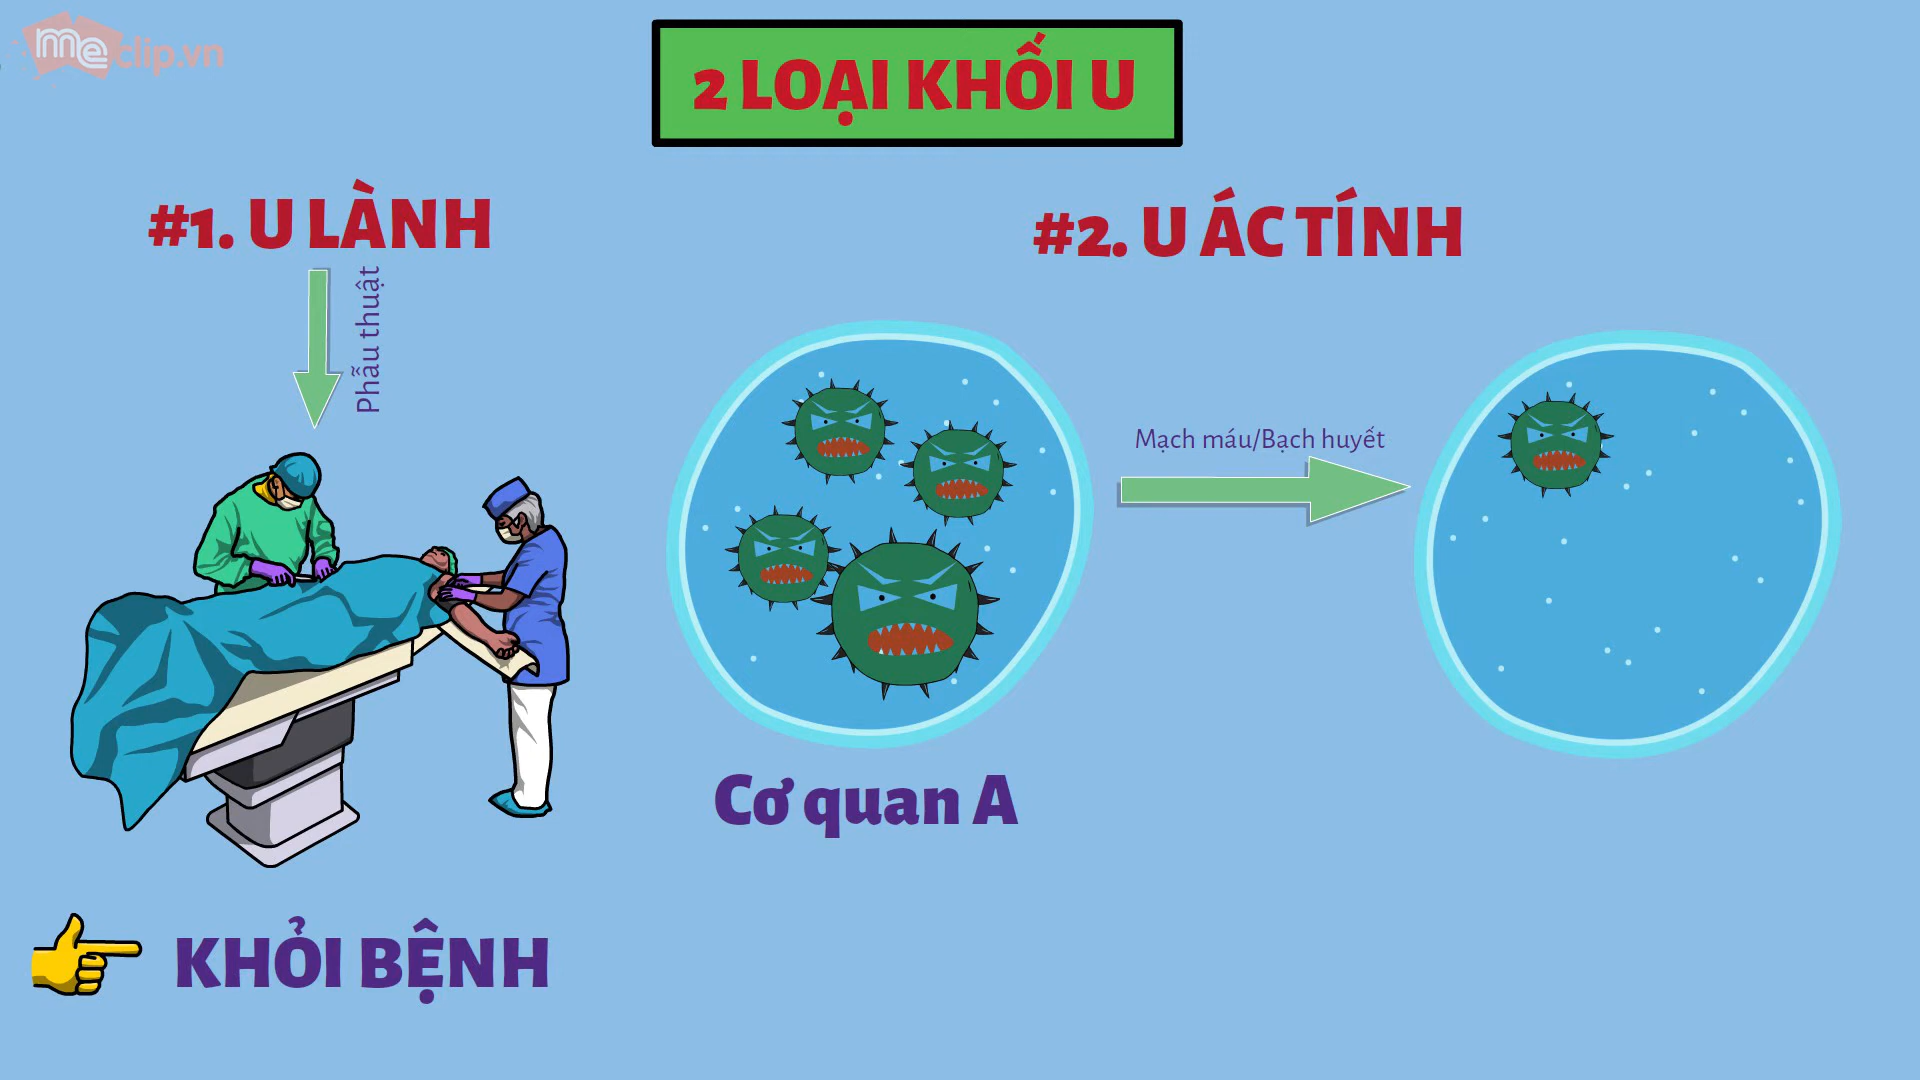 meclip.vn
2 LOẠI KHỐI U
#1. U LÀNH
#2. U ÁC TÍNH
Phẫu thuật
Mạch máu/Bạch huyết
Cơ quan A
KHỎI BỆNH